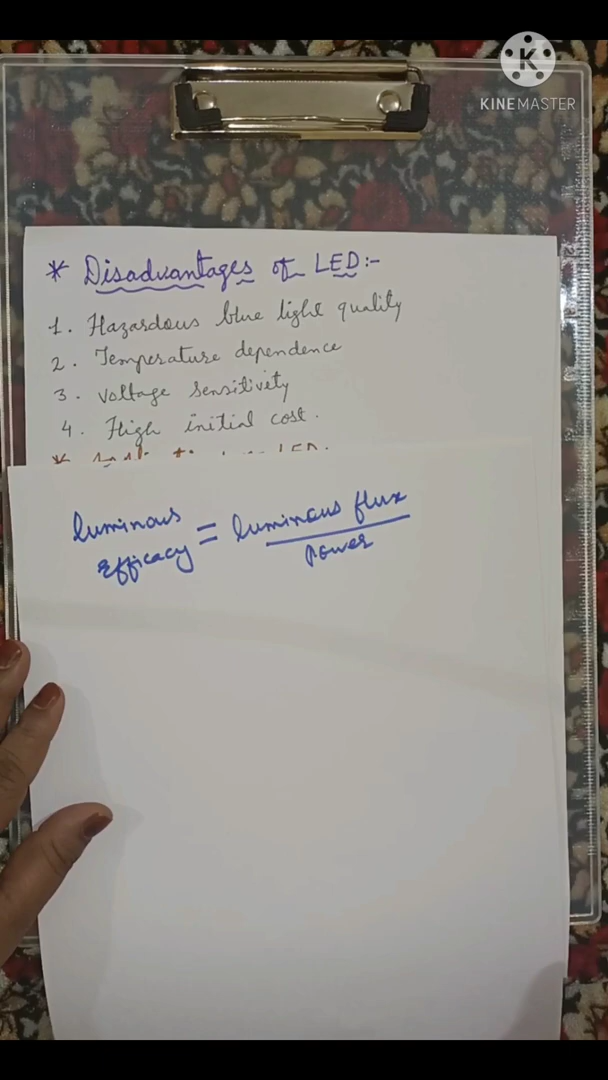 KINEMASTER
* Disadvantages of LED:-
1. Hazardous blue light quality
2. Temperature dependence
3. Voltage sensitivity
4. High initial cost.
LED.
luminous efficacy = luminous flux
power